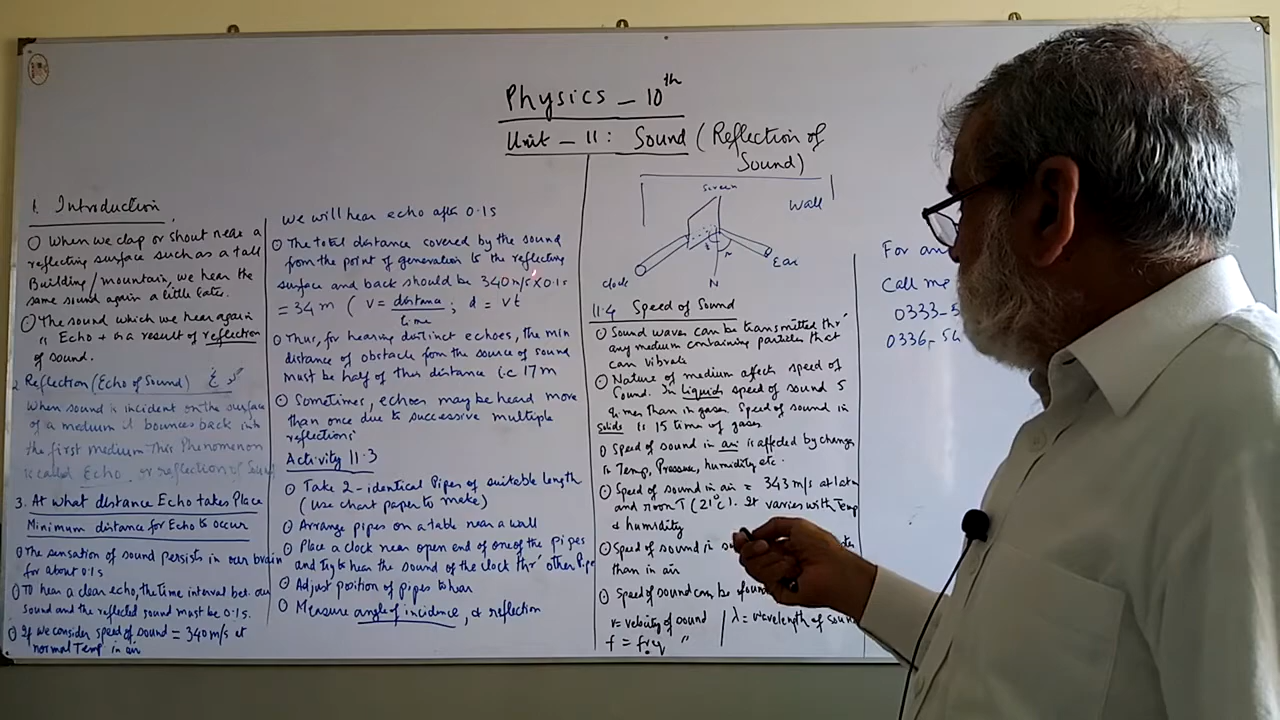 Physics - 10th
Unit - 11: Sound (Reflection of
Sound)
1. Introduction
When we clap or shout near a
reflecting surface such as a tall
Building/mountain, we hear the
same sound again a little later.
The sound which we hear again
is Echo + is a result of reflection
of sound.
2 Reflection (Echo of Sound)
When sound is incident on the surface
of a medium it bounces back into
the first medium. This Phenomenon
is called Echo or reflection of Sound
3. At what distance Echo takes Place
Minimum distance for Echo to occur
The sensation of sound persists in our brain
for about 0.1s
To hear a clear echo, the time interval bet. our
sound and the reflected sound must be 0.1s.
If we consider speed of sound = 340 m/s at
normal Temp in air
We will hear echo after 0.1s
The total distance covered by the sound
from the point of generation to the reflecting
surface and back should be 340 m/s x 0.1s
= 34 m ( v = distance ; d = vt
time
Thus, for hearing distinct echoes, the min
distance of obstacle from the source of sound
must be half of this distance i.e 17 m
Sometimes, echoes may be heard more
than once due to successive multiple
reflections
Activity 11.3
Take 2-identical Pipes of suitable length
(Use chart paper to make)
Arrange pipes on a table near a wall
Place a clock near open end of one of the pipes
and try to hear the sound of the clock thr' other Pipe
Adjust position of pipes to hear
Measure angle of incidence, & reflection
Screen
Wall
i r
Ear
clock
N
11.4 Speed of Sound
Sound waves can be transmitted thr'
any medium containing particles that
can vibrate
Nature of medium affects speed of
Sound. In liquids speed of sound 5
times than in gases. Speed of sound in
Solids is 15 time of gases
Speed of sound in air is affected by changes
in Temp, Pressure, humidity etc.
Speed of sound in air = 343 m/s at 1 atm
and room T (21°C). It varies with Temp
& humidity
Speed of sound in
than in air
Speed of sound can be found
v = velocity of sound
λ = wavelength of sound
f = freq "
For an
Call me
0333-5
0336-54